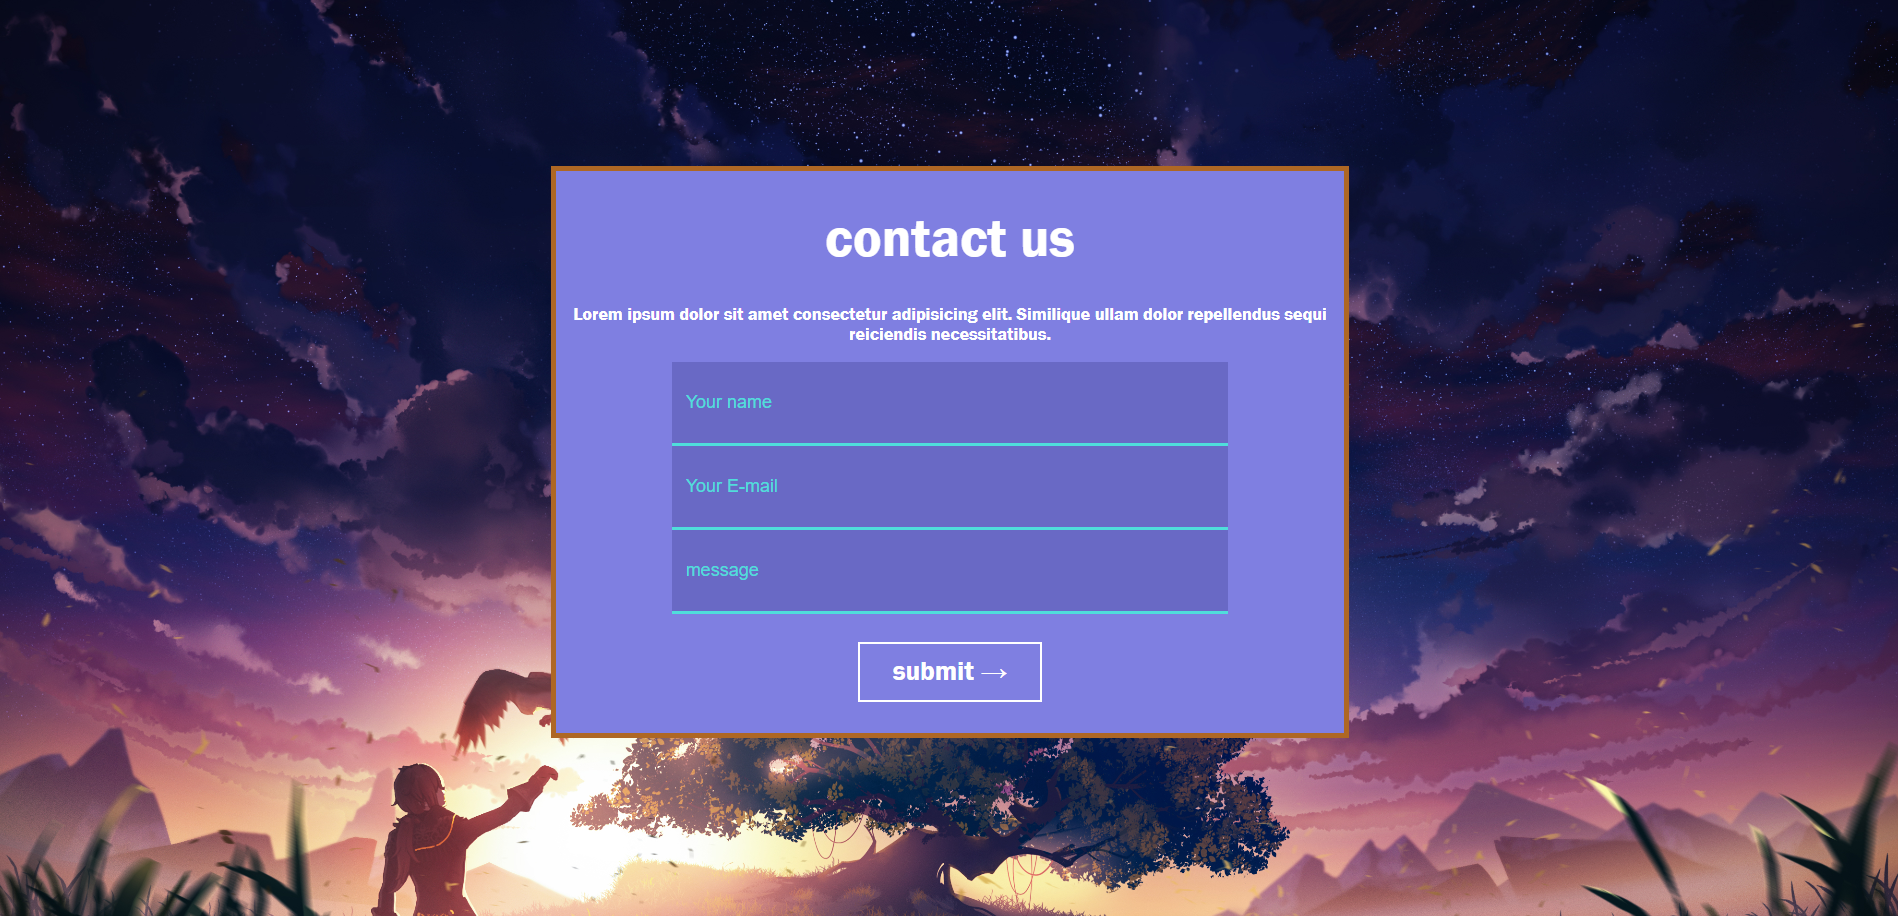 contact us
Lorem ipsum dolor sit amet consectetur adipisicing elit. Similique ullam dolor repellendus sequi
reiciendis necessitatibus.
Your name
Your E-mail
message
submit →